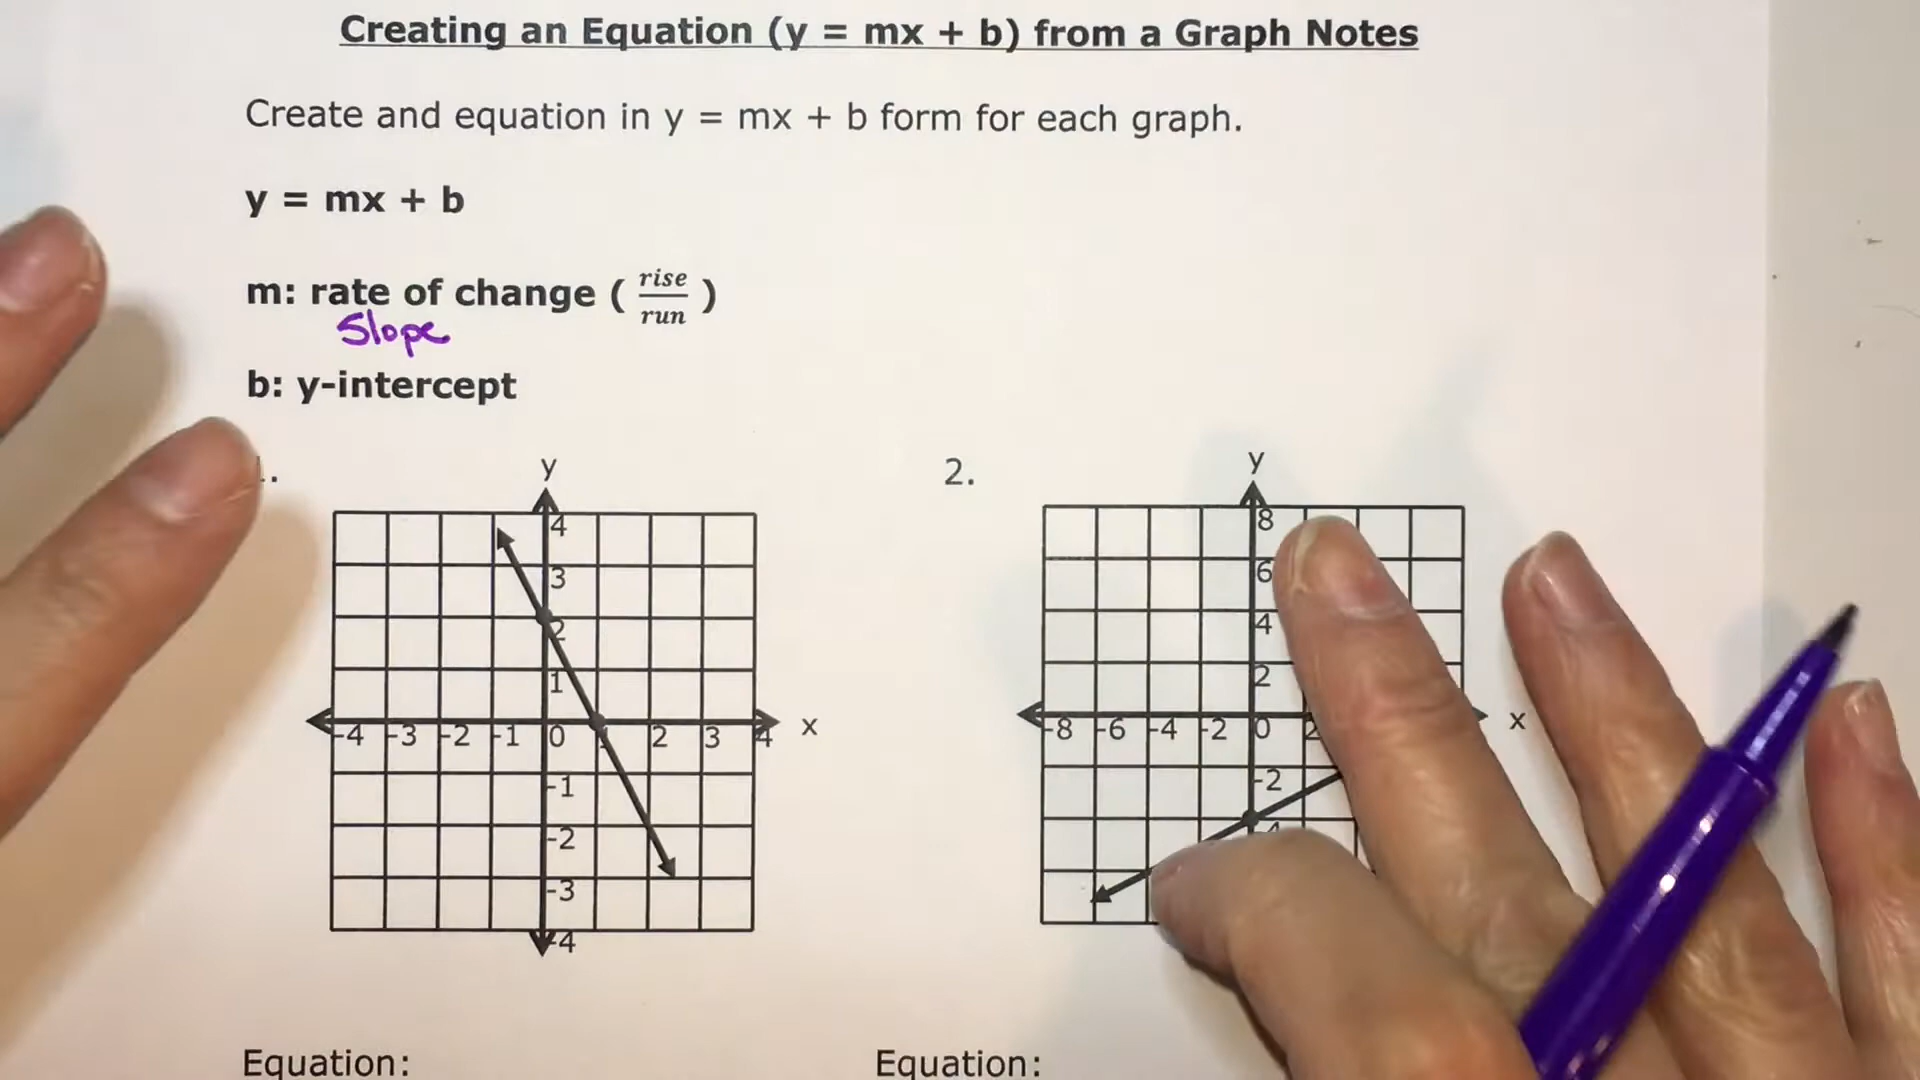 Creating an Equation (y = mx + b) from a Graph Notes
Create and equation in y = mx + b form for each graph.
y = mx + b
m: rate of change ( rise/run )
Slope
b: y-intercept
2.
y
4
3
2
1
-4 -3 -2 -1 0 2 3 4 x
-1
-2
-3
-4
y
8
6
4
2
-8 -6 -4 -2 0 2 x
-2
Equation:
Equation: